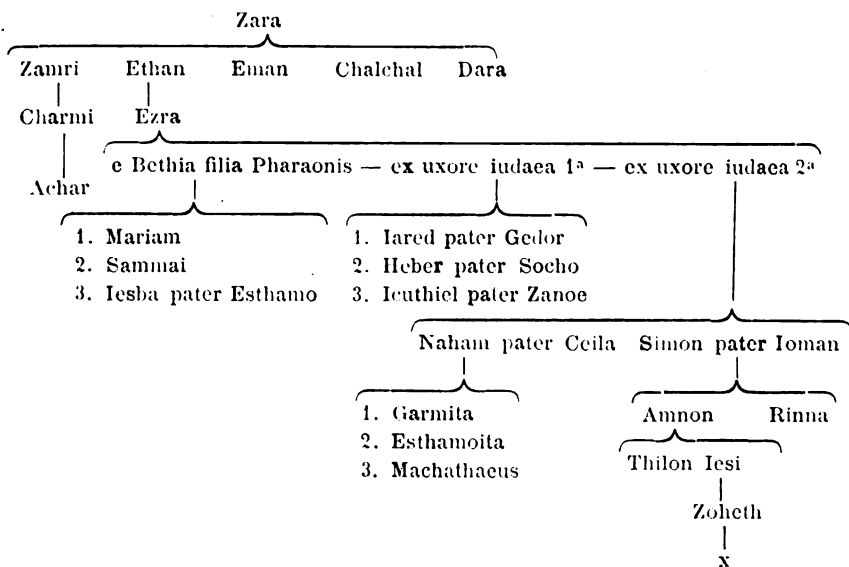 Zara
Zamri Ethan Eman Chalchal Dara
Charmi Ezra
e Bethia filia Pharaonis — ex uxore iudaea 1ª — ex uxore iudaea 2ª
Achar
1. Mariam
2. Sammai
3. Iesba pater Esthamo
1. Iared pater Gedor
2. Heber pater Socho
3. Icuthiel pater Zanoe
Naham pater Ceila Simon pater Ioman
1. Garmita
2. Esthamoita
3. Machathaeus
Amnon Rinna
Thilon Iesi
Zoheth
x